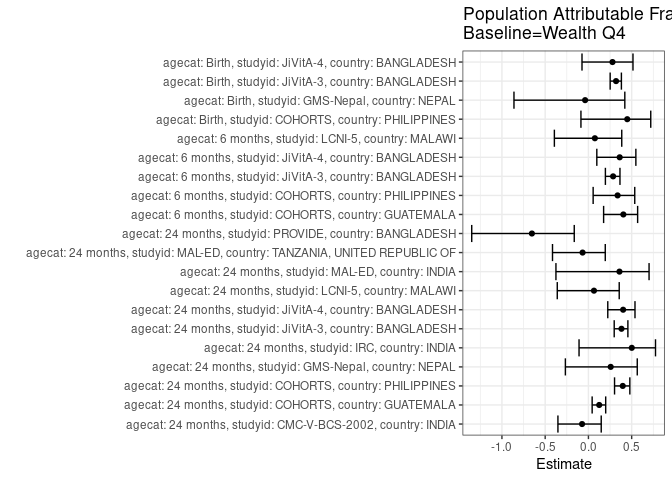 Population Attributable Fra
Baseline=Wealth Q4
agecat: Birth, studyid: JiVitA-4, country: BANGLADESH
agecat: Birth, studyid: JiVitA-3, country: BANGLADESH
agecat: Birth, studyid: GMS-Nepal, country: NEPAL
agecat: Birth, studyid: COHORTS, country: PHILIPPINES
agecat: 6 months, studyid: LCNI-5, country: MALAWI
agecat: 6 months, studyid: JiVitA-4, country: BANGLADESH
agecat: 6 months, studyid: JiVitA-3, country: BANGLADESH
agecat: 6 months, studyid: COHORTS, country: PHILIPPINES
agecat: 6 months, studyid: COHORTS, country: GUATEMALA
agecat: 24 months, studyid: PROVIDE, country: BANGLADESH
agecat: 24 months, studyid: MAL-ED, country: TANZANIA, UNITED REPUBLIC OF
agecat: 24 months, studyid: MAL-ED, country: INDIA
agecat: 24 months, studyid: LCNI-5, country: MALAWI
agecat: 24 months, studyid: JiVitA-4, country: BANGLADESH
agecat: 24 months, studyid: JiVitA-3, country: BANGLADESH
agecat: 24 months, studyid: IRC, country: INDIA
agecat: 24 months, studyid: GMS-Nepal, country: NEPAL
agecat: 24 months, studyid: COHORTS, country: PHILIPPINES
agecat: 24 months, studyid: COHORTS, country: GUATEMALA
agecat: 24 months, studyid: CMC-V-BCS-2002, country: INDIA
-1.0 -0.5 0.0 0.5
Estimate